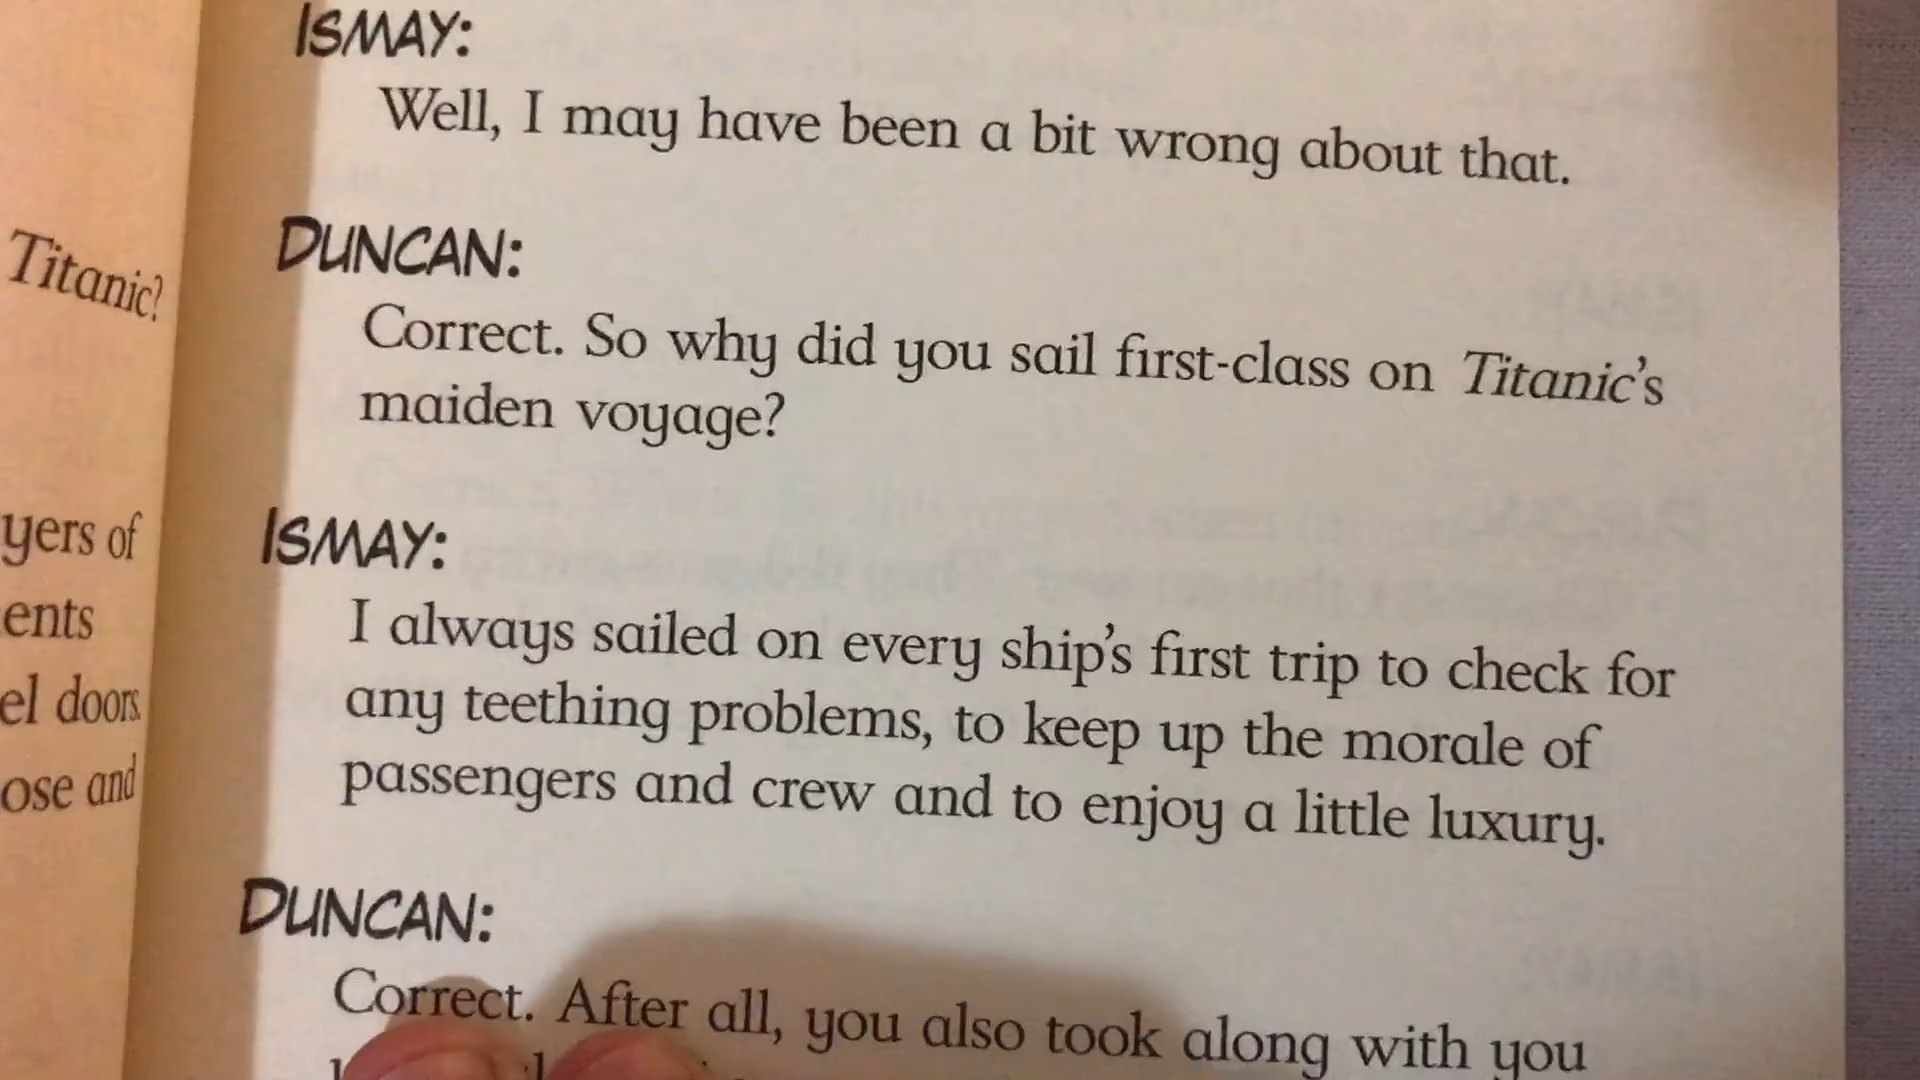 Titanic?
yers of
ents
el doors.
ose and
ISMAY:
Well, I may have been a bit wrong about that.
DUNCAN:
Correct. So why did you sail first-class on Titanic's
maiden voyage?
ISMAY:
I always sailed on every ship's first trip to check for
any teething problems, to keep up the morale of
passengers and crew and to enjoy a little luxury.
DUNCAN:
Correct. After all, you also took along with you